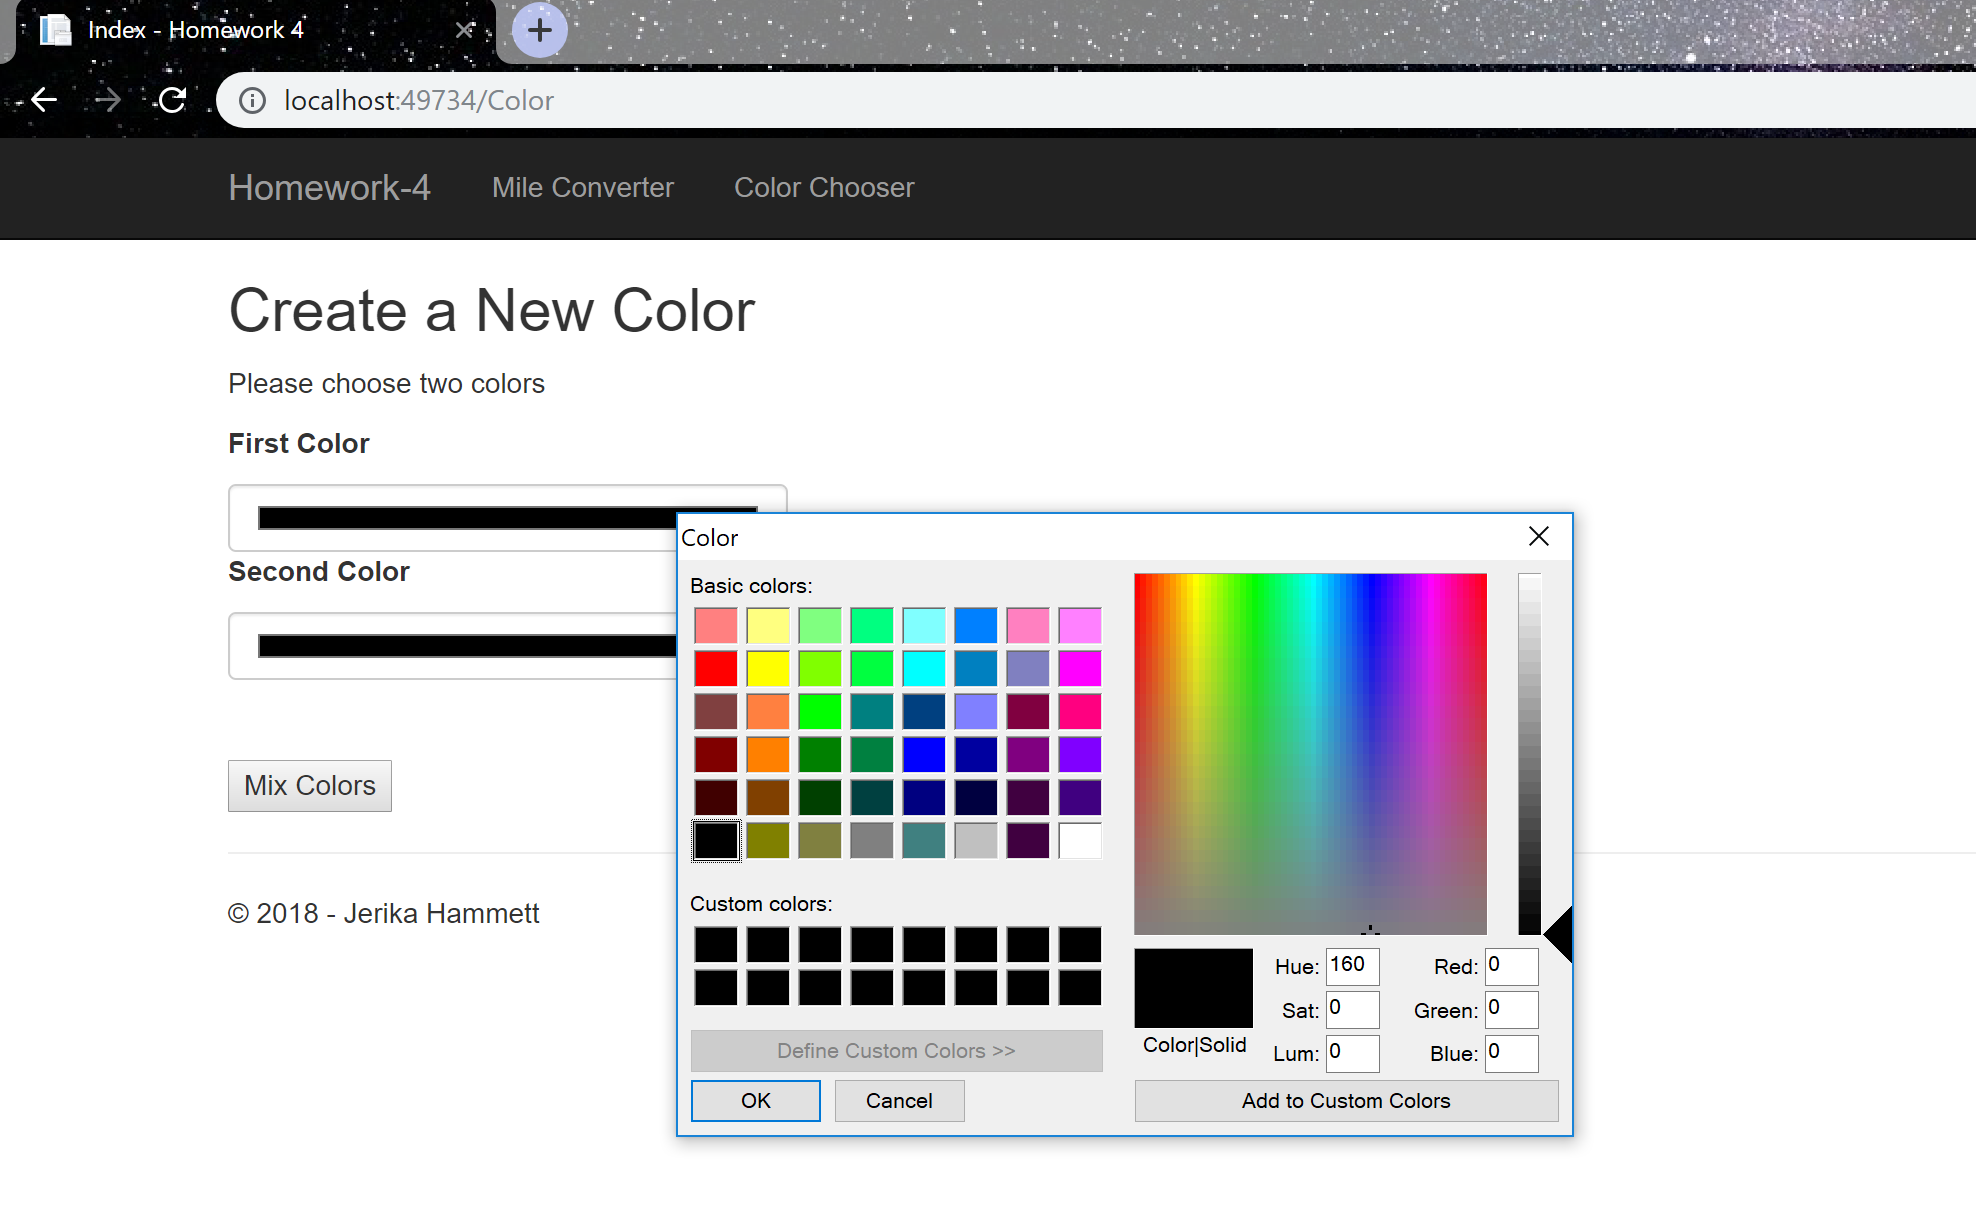 Index - Homework 4
localhost:49734/Color
Homework-4 Mile Converter Color Chooser
Create a New Color
Please choose two colors
First Color
Second Color
Mix Colors
© 2018 - Jerika Hammett
Color
Basic colors:
Custom colors:
Define Custom Colors >>
OK Cancel
Color|Solid
Hue: 160 Red: 0
Sat: 0 Green: 0
Lum: 0 Blue: 0
Add to Custom Colors